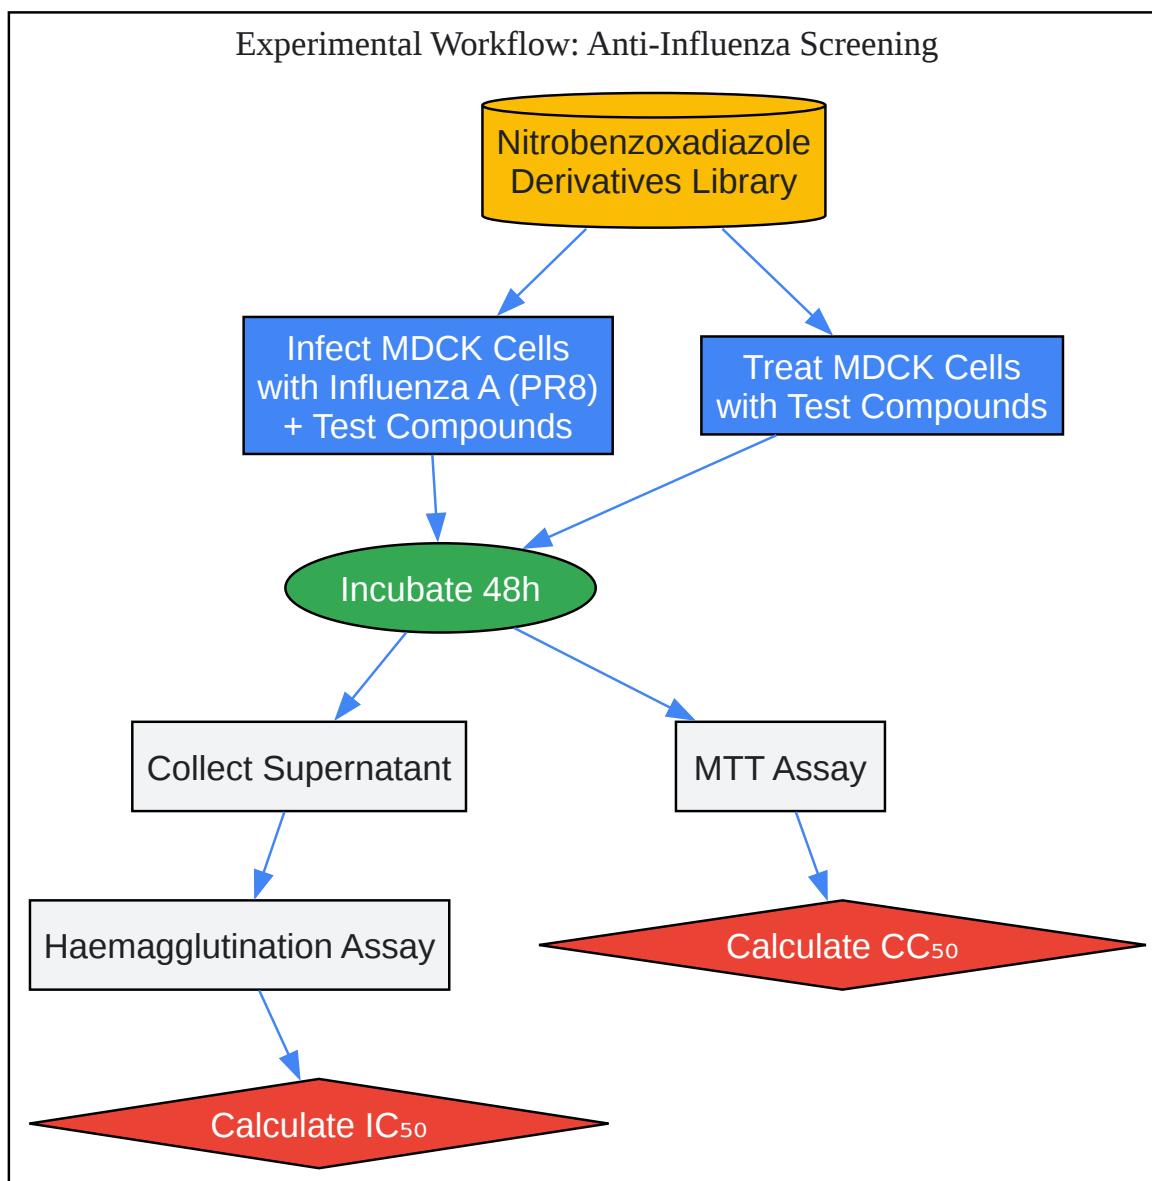 Experimental Workflow: Anti-Influenza Screening
Nitrobenzoxadiazole
Derivatives Library
Infect MDCK Cells
with Influenza A (PR8)
+ Test Compounds
Treat MDCK Cells
with Test Compounds
Incubate 48h
Collect Supernatant
MTT Assay
Haemagglutination Assay
Calculate CC₅₀
Calculate IC₅₀